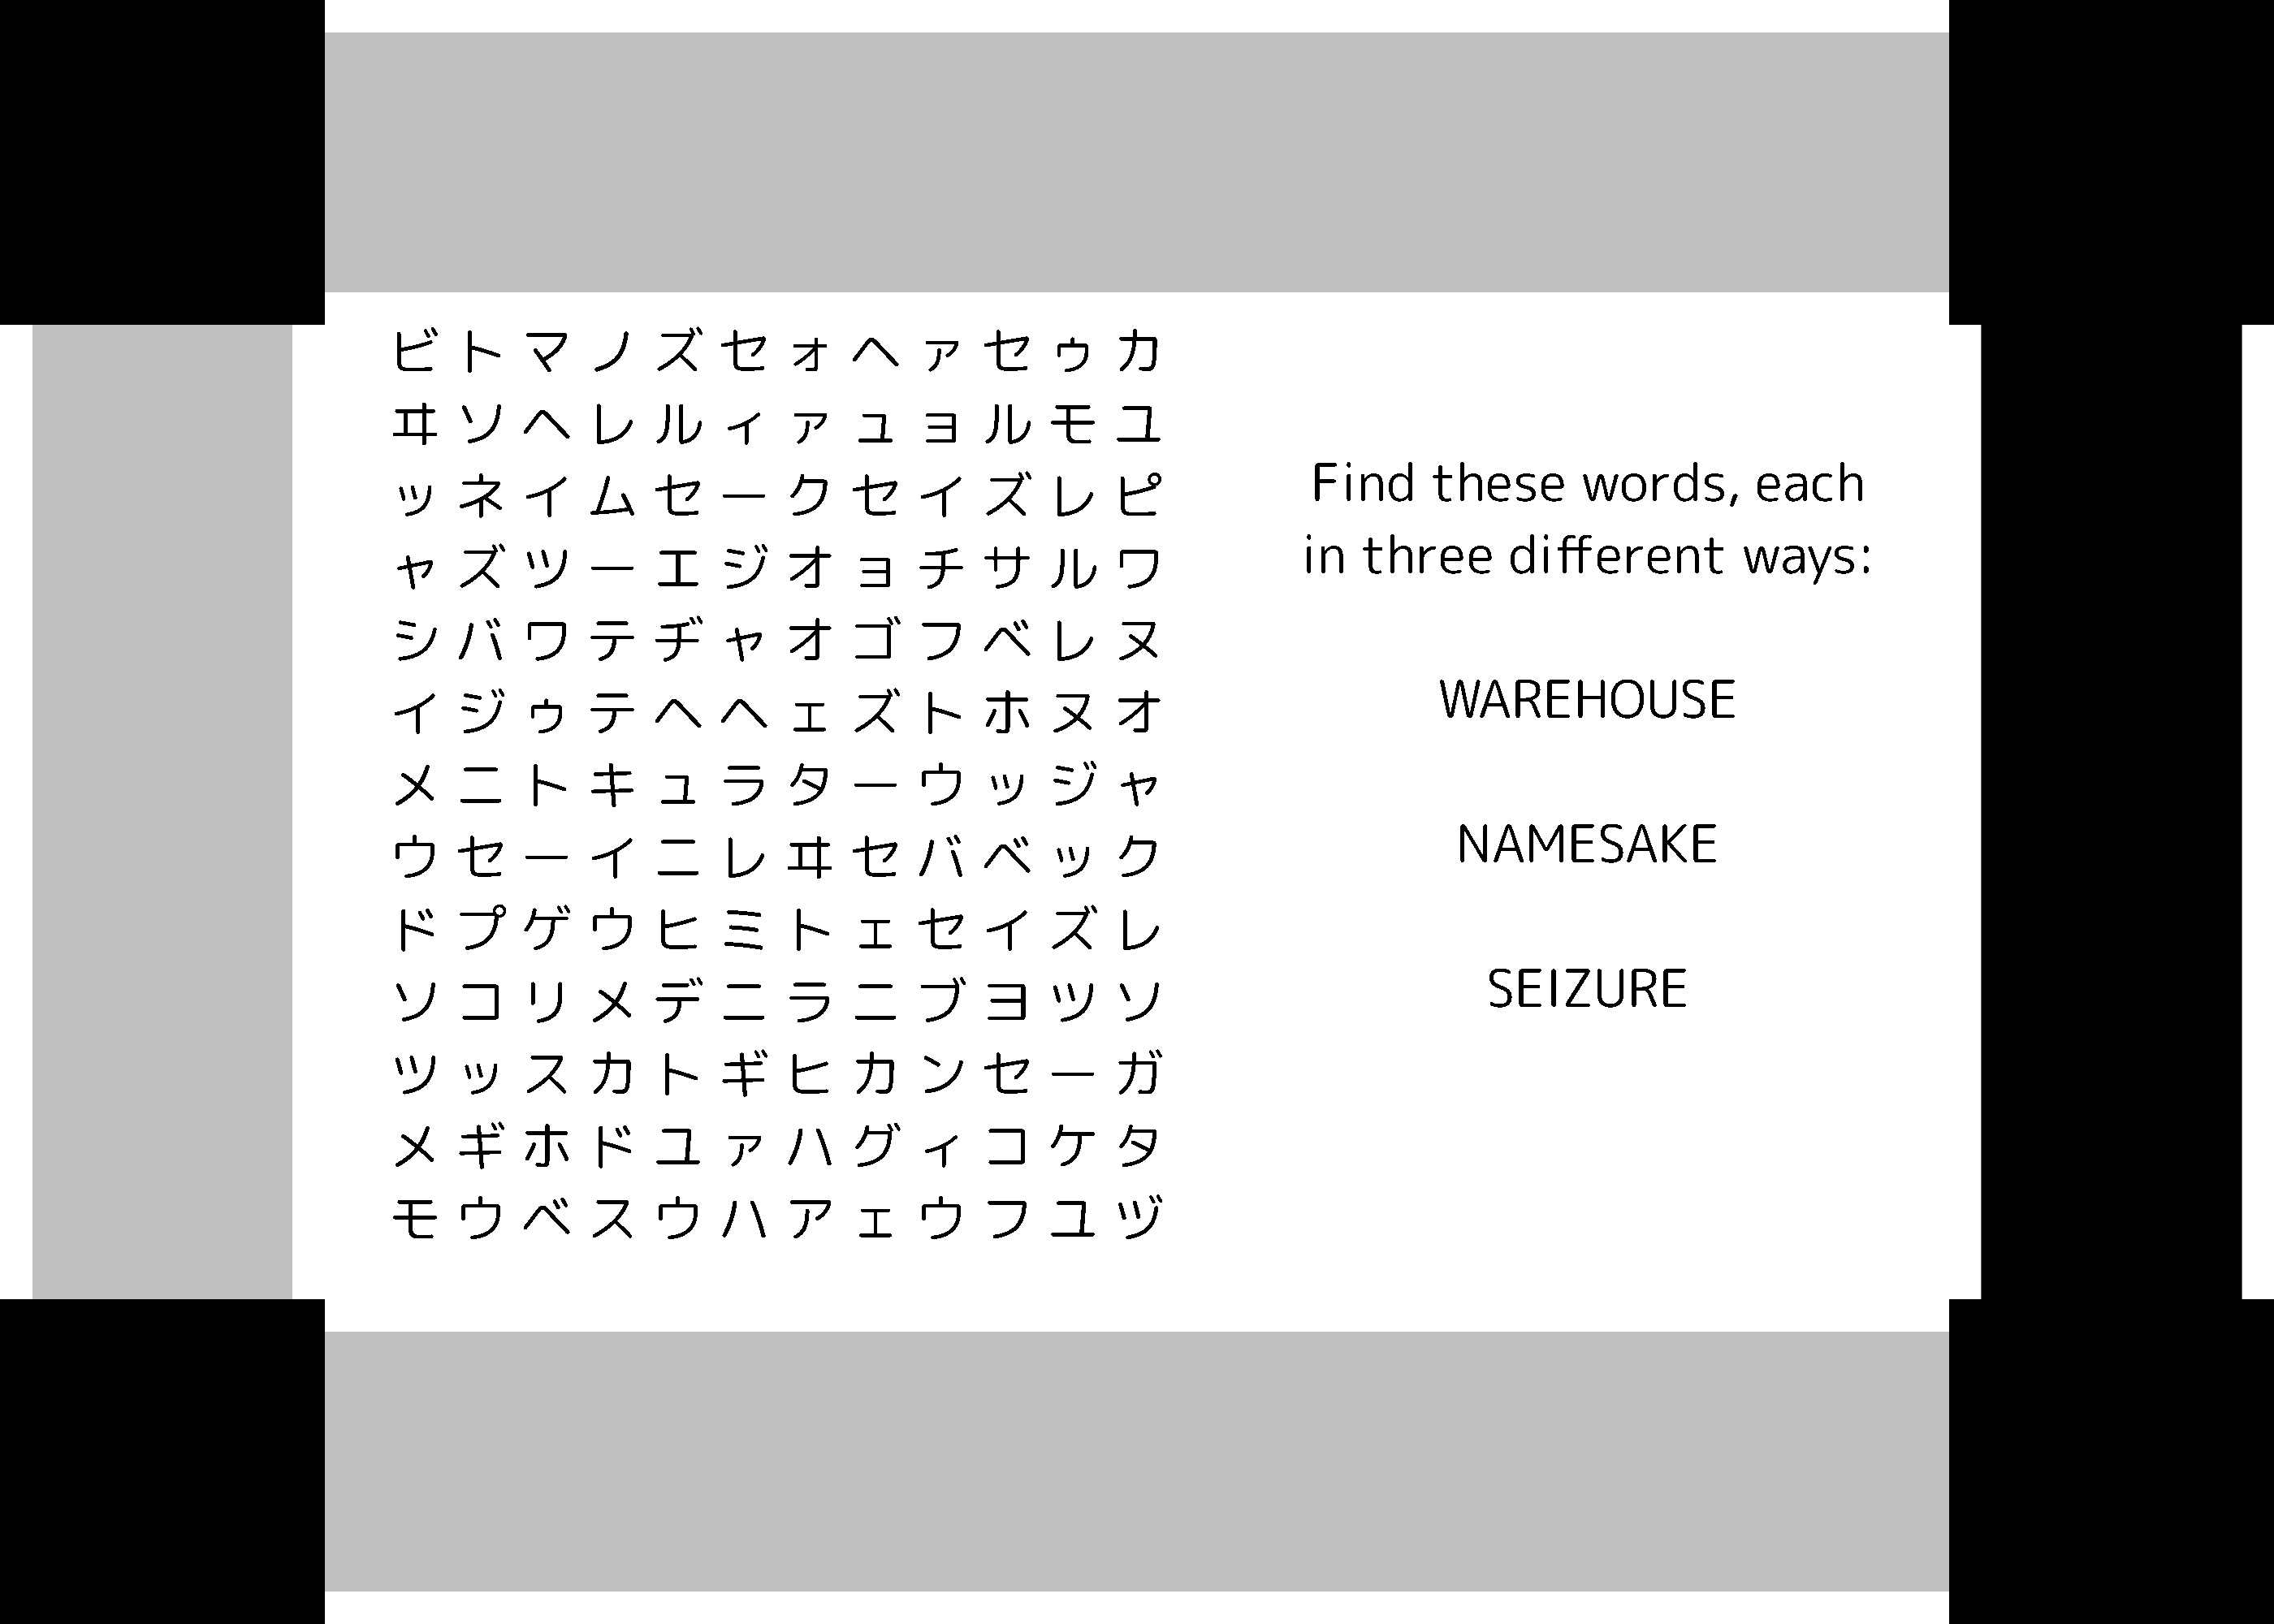 ビトマノズセォヘァセゥカ
ヰソヘレルィァュョルモユ
ッネイムセークセイズレピ
ャズツーエジオョチサルワ
シバワテヂャオゴフベレヌ
イジゥテヘヘェズトホヌオ
メニトキュラターウッジャ
ウセーイニレヰセバベック
ドプゲウヒミトェセイズレ
ソコリメデニラニブヨツソ
ツッスカトギヒカンセーガ
メギホドユァハグィコケタ
モウベスウハアェウフユヅ
Find these words, each
in three different ways:
WAREHOUSE
NAMESAKE
SEIZURE